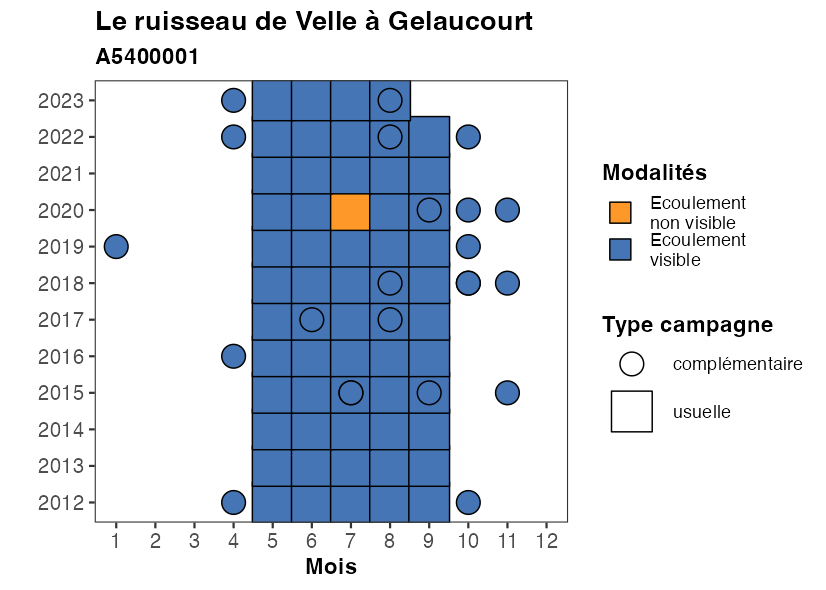 Le ruisseau de Velle à Gelaucourt
A5400001
2023
2022
2021
2020
2019
2018
2017
2016
2015
2014
2013
2012
1 2 3 4 5 6 7 8 9 10 11 12
Mois
Modalités
Ecoulement
non visible
Ecoulement
visible
Type campagne
complémentaire
usuelle